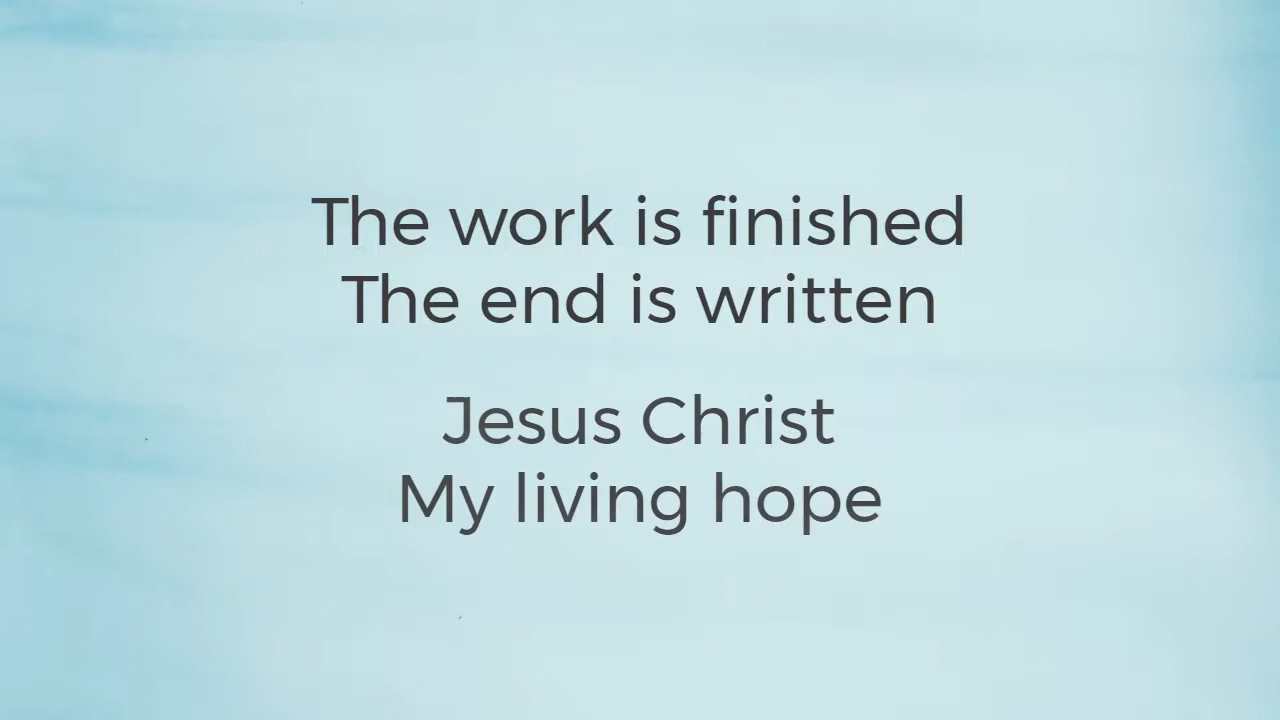 The work is finished
The end is written
Jesus Christ
My living hope